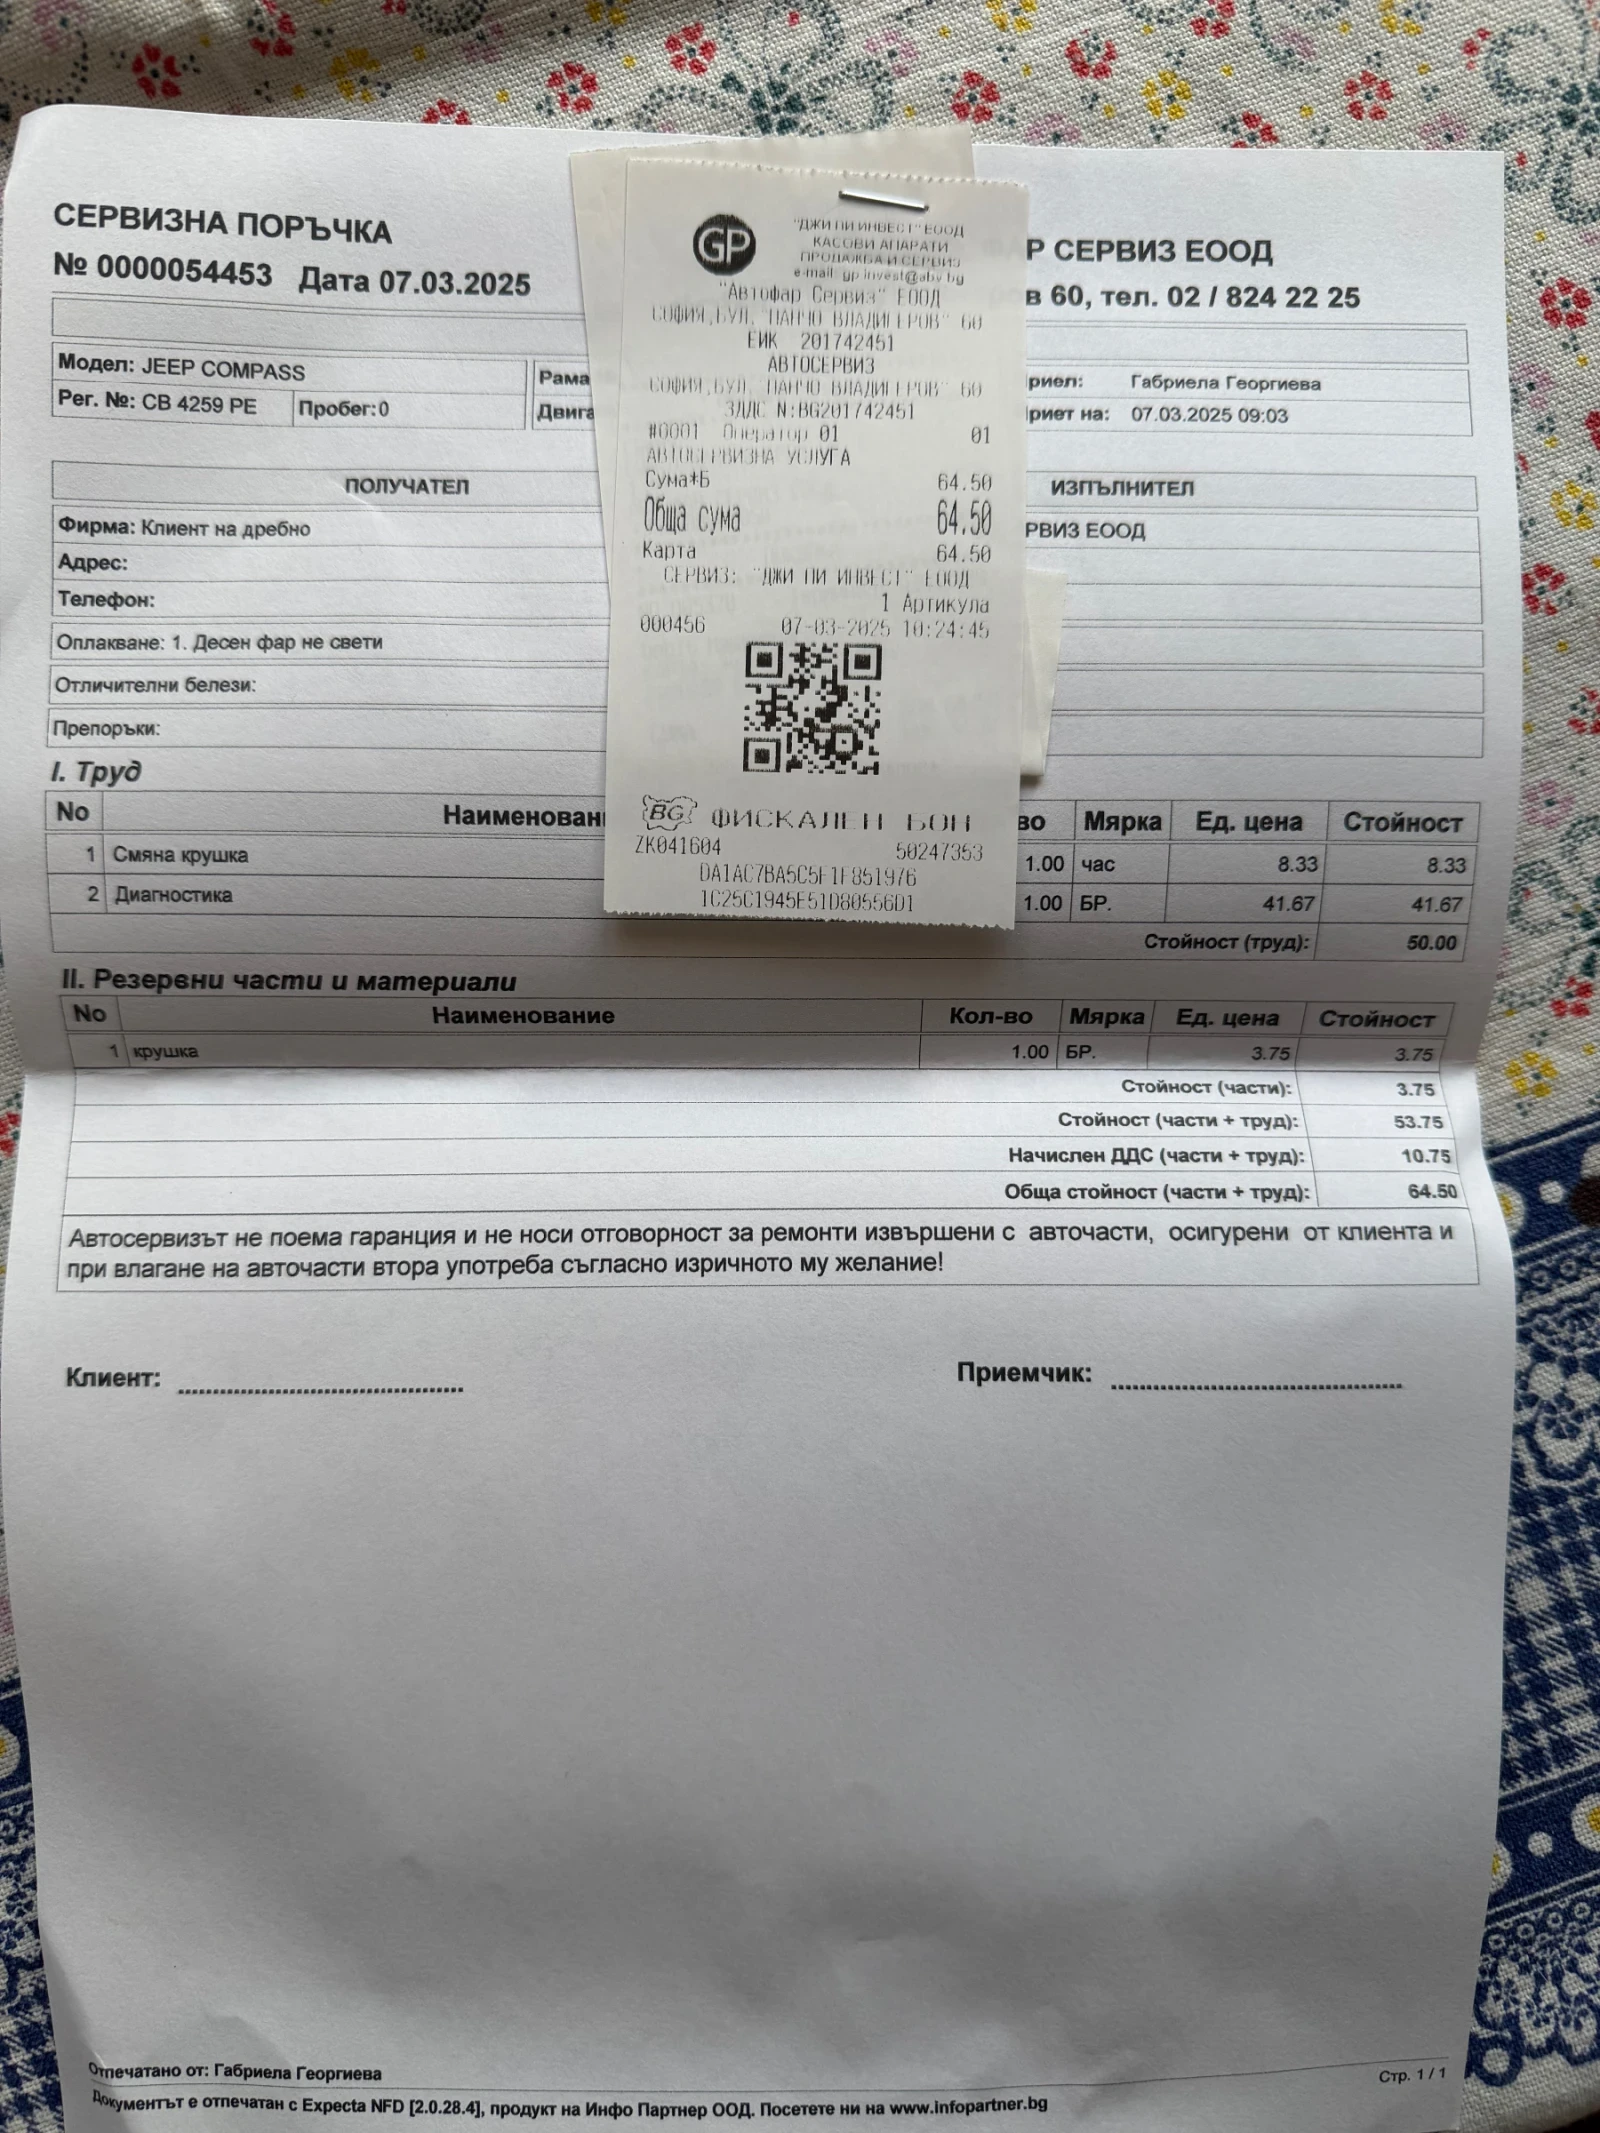 СЕРВИЗНА ПОРЪЧКА
№ 0000054453 Дата 07.03.2025
Р СЕРВИЗ ЕООД
в 60, тел. 02 / 824 22 25
Модел: JEEP COMPASS
Рег. №: CB 4259 PE Пробег:0
Рама
Двига
риел: Габриела Георгиева
риет на: 07.03.2025 09:03
ПОЛУЧАТЕЛ
ИЗПЪЛНИТЕЛ
Фирма: Клиент на дребно
РВИЗ ЕООД
Адрес:
Телефон:
Оплакване: 1. Десен фар не свети
Отличителни белези:
Препоръки:
GP
"ДЖИ ПИ ИНВЕСТ" ЕООД
КАСОВИ АПАРАТИ
ПРОДАЖБА И СЕРВИЗ
e-mail: gp.invest@abv.bg
"Автофар Сервиз" ЕООД
СОФИЯ,БУЛ. "ПАНЧО ВЛАДИГЕРОВ" 60
ЕИК 201742451
АВТОСЕРВИЗ
СОФИЯ,БУЛ. "ПАНЧО ВЛАДИГЕРОВ" 60
ЗДДС N:BG201742451
#0001 Оператор 01 01
АВТОСЕРВИЗНА УСЛУГА
Сума*Б 64.50
Обща сума 64.50
Карта 64.50
СЕРВИЗ: "ДЖИ ПИ ИНВЕСТ" ЕООД
1 Артикула
000456 07-03-2025 10:24:45
BG ФИСКАЛЕН БОН
ZK041604 50247353
DA1AC7BA5C5F1F851976
1C25C1945E51D80556D1
I. Труд
No Наименован во Мярка Ед. цена Стойност
1 Смяна крушка 1.00 час 8.33 8.33
2 Диагностика 1.00 БР. 41.67 41.67
Стойност (труд): 50.00
II. Резервни части и материали
No Наименование Кол-во Мярка Ед. цена Стойност
1 крушка 1.00 БР. 3.75 3.75
Стойност (части): 3.75
Стойност (части + труд): 53.75
Начислен ДДС (части + труд): 10.75
Обща стойност (части + труд): 64.50
Автосервизът не поема гаранция и не носи отговорност за ремонти извършени с авточасти, осигурени от клиента и
при влагане на авточасти втора употреба съгласно изричното му желание!
Клиент: Приемчик:
Отпечатано от: Габриела Георгиева
Стр. 1 / 1
Документът е отпечатан с Expecta NFD [2.0.28.4], продукт на Инфо Партнер ООД. Посетете ни на www.infopartner.bg